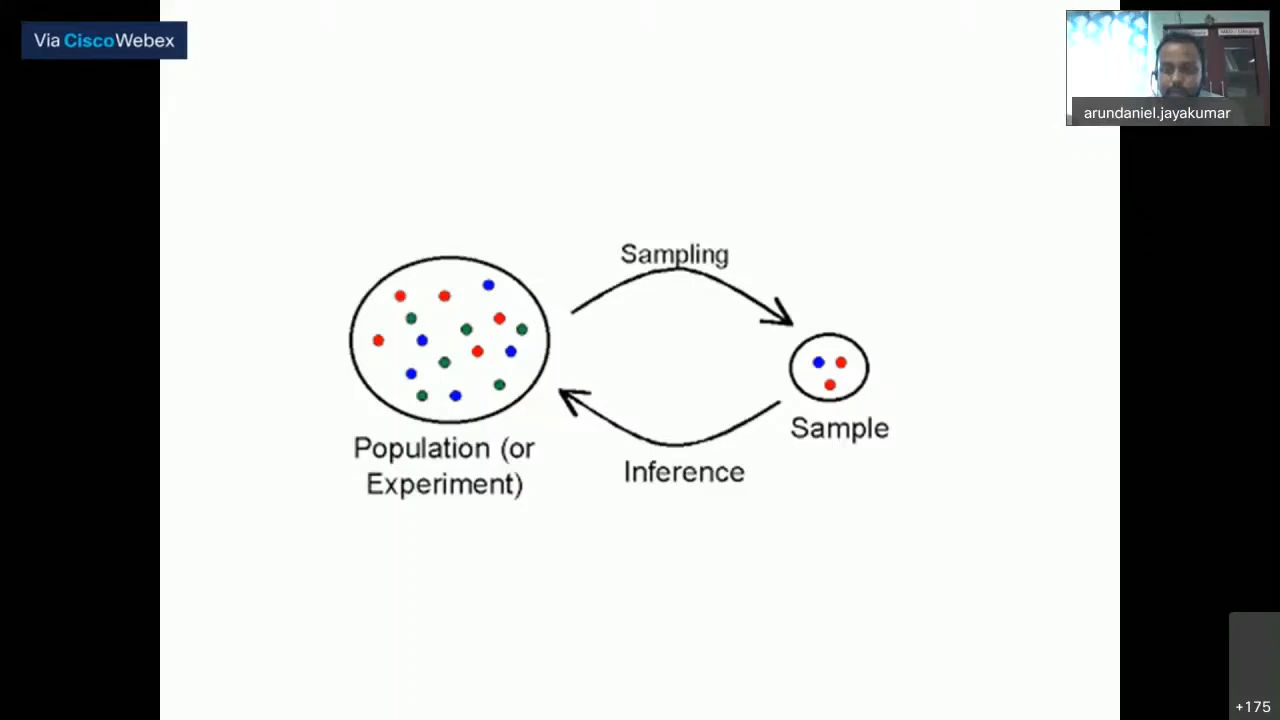 Via CiscoWebex
arundaniel.jayakumar
Sampling
Population (or
Experiment)
Sample
Inference
+175